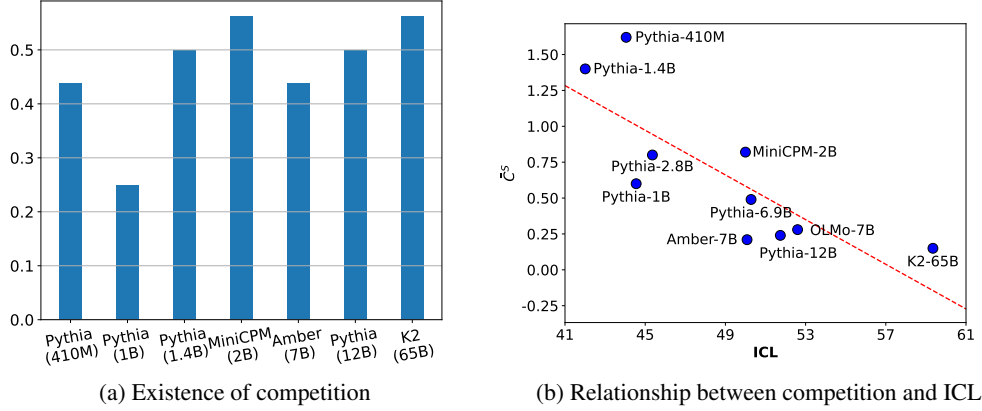 0.5
0.4
0.3
0.2
0.1
0.0
Pythia
(410M)
Pythia
(1B)
Pythia
(1.4B)
MiniCPM
(2B)
Amber
(7B)
Pythia
(12B)
K2
(65B)
(a) Existence of competition
1.50
1.25
1.00
0.75
0.50
0.25
0.00
-0.25
C̄ˢ
Pythia-410M
Pythia-1.4B
MiniCPM-2B
Pythia-2.8B
Pythia-1B
Pythia-6.9B
OLMo-7B
Amber-7B
Pythia-12B
K2-65B
41
45
49
53
57
61
ICL
(b) Relationship between competition and ICL